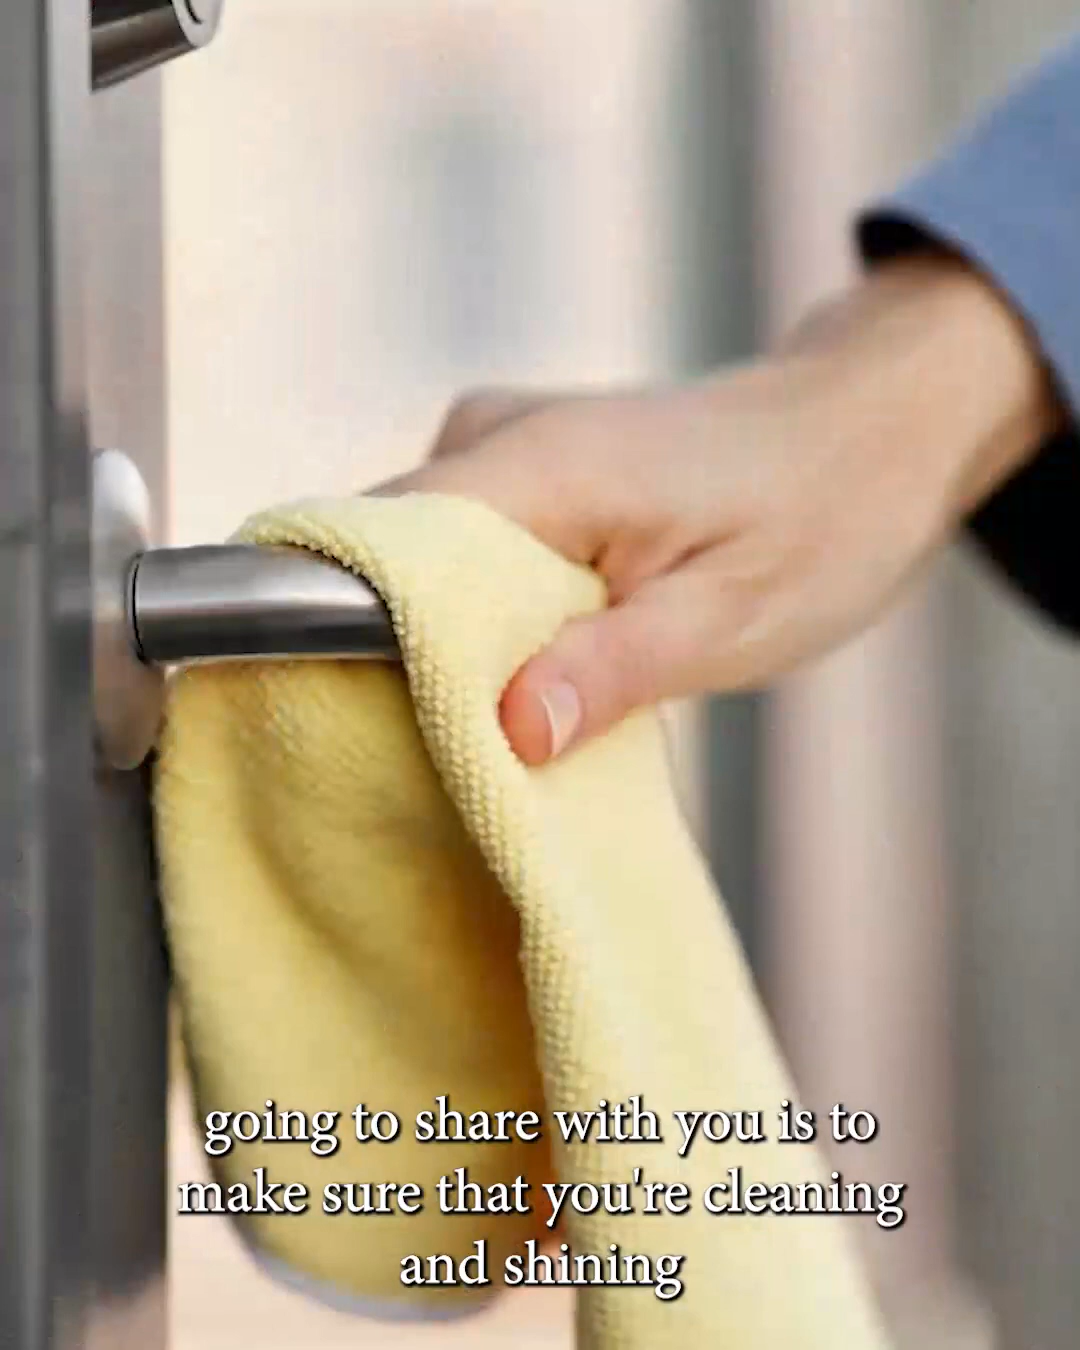 going to share with you is to
make sure that you're cleaning
and shining